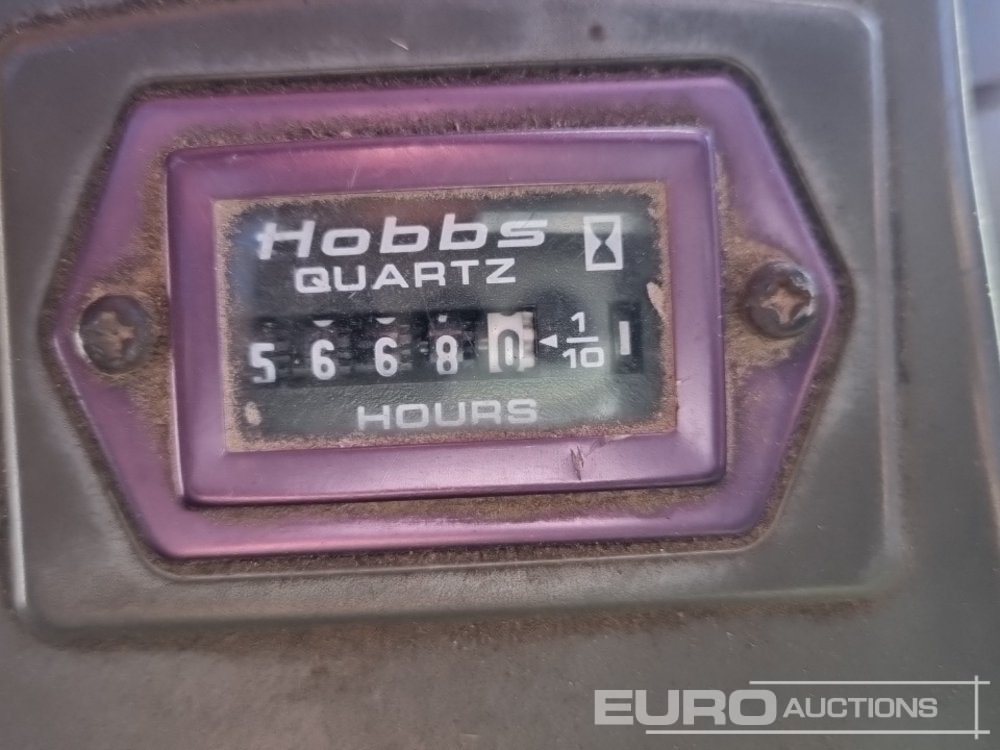 Hobbs
QUARTZ
5 6 6 8 0 1/10
HOURS
EURO AUCTIONS